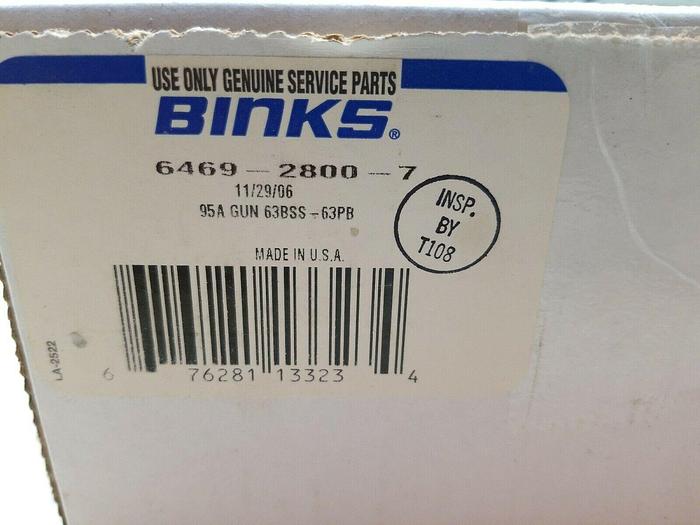 USE ONLY GENUINE SERVICE PARTS
BINKS®
6469-2800-7
11/29/06
95A GUN 63BSS-63PB
INSP.
BY
T108
MADE IN U.S.A.
LA-2522
6 76281 13323 4